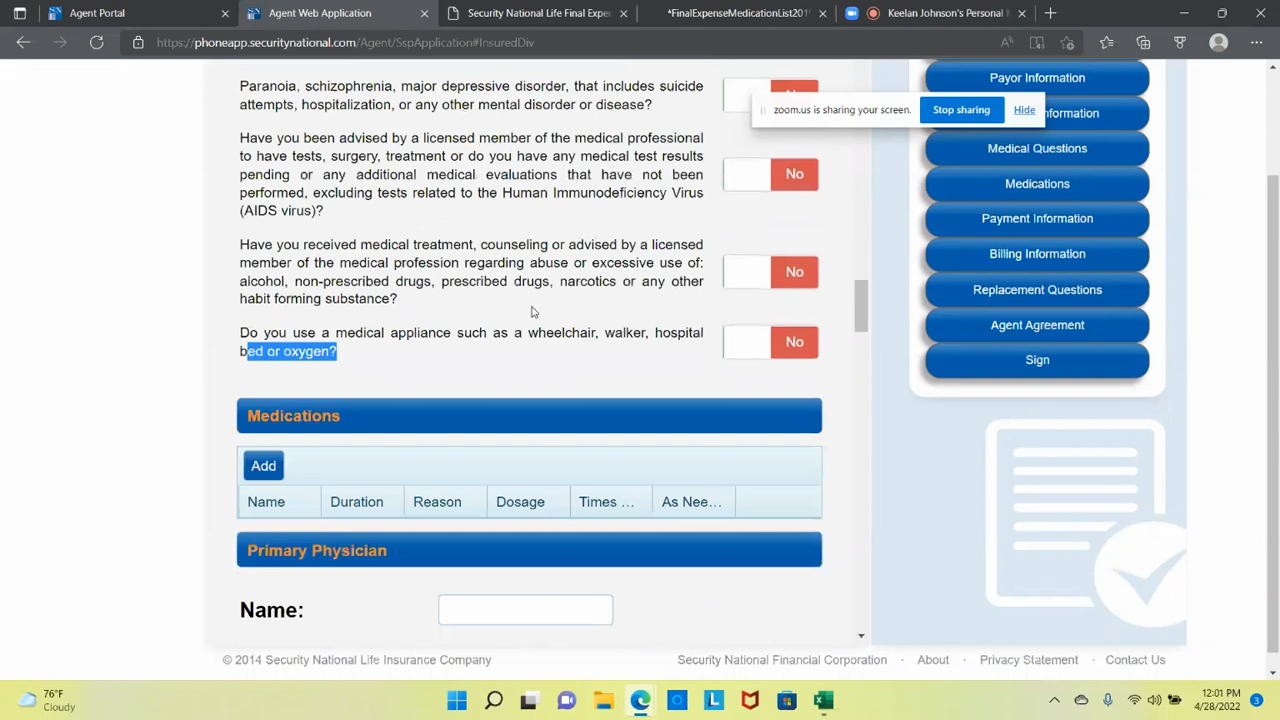 Agent Portal
Agent Web Application
Security National Life Final Expe
*FinalExpenseMedicationList201
Keelan Johnson's Personal M
https://phoneapp.securitynational.com/Agent/SspApplication#InsuredDiv
Paranoia, schizophrenia, major depressive disorder, that includes suicide
attempts, hospitalization, or any other mental disorder or disease?
zoom.us is sharing your screen.
Stop sharing
Hide
Have you been advised by a licensed member of the medical professional
to have tests, surgery, treatment or do you have any medical test results
pending or any additional medical evaluations that have not been
performed, excluding tests related to the Human Immunodeficiency Virus
(AIDS virus)?
No
Have you received medical treatment, counseling or advised by a licensed
member of the medical profession regarding abuse or excessive use of:
alcohol, non-prescribed drugs, prescribed drugs, narcotics or any other
habit forming substance?
No
Do you use a medical appliance such as a wheelchair, walker, hospital
bed or oxygen?
No
Medications
Add
Name Duration Reason Dosage Times ... As Nee...
Primary Physician
Name:
Payor Information
nformation
Medical Questions
Medications
Payment Information
Billing Information
Replacement Questions
Agent Agreement
Sign
© 2014 Security National Life Insurance Company
Security National Financial Corporation · About · Privacy Statement · Contact Us
76°F
Cloudy
12:01 PM
4/28/2022
3